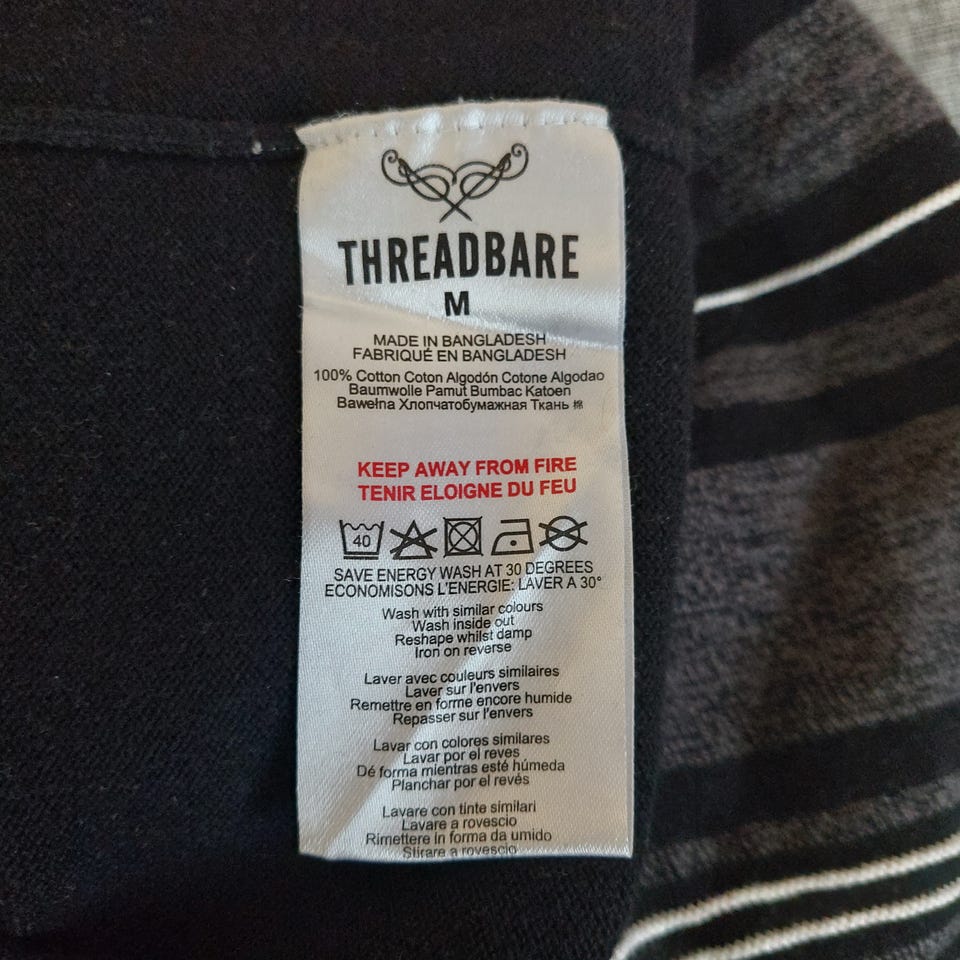 THREADBARE
M
MADE IN BANGLADESH
FABRIQUÉ EN BANGLADESH
100% Cotton Coton Algodón Cotone Algodao
Baumwolle Pamut Bumbac Katoen
Bawełna Хлопчатобумажная Ткань 棉
KEEP AWAY FROM FIRE
TENIR ELOIGNE DU FEU
40
SAVE ENERGY WASH AT 30 DEGREES
ECONOMISONS L'ENERGIE: LAVER A 30°
Wash with similar colours
Wash inside out
Reshape whilst damp
Iron on reverse
Laver avec couleurs similaires
Laver sur l'envers
Remettre en forme encore humide
Repasser sur l'envers
Lavar con colores similares
Lavar por el reves
Dé forma mientras esté húmeda
Planchar por el revés
Lavare con tinte similari
Lavare a rovescio
Rimettere in forma da umido
Stirare a rovescio